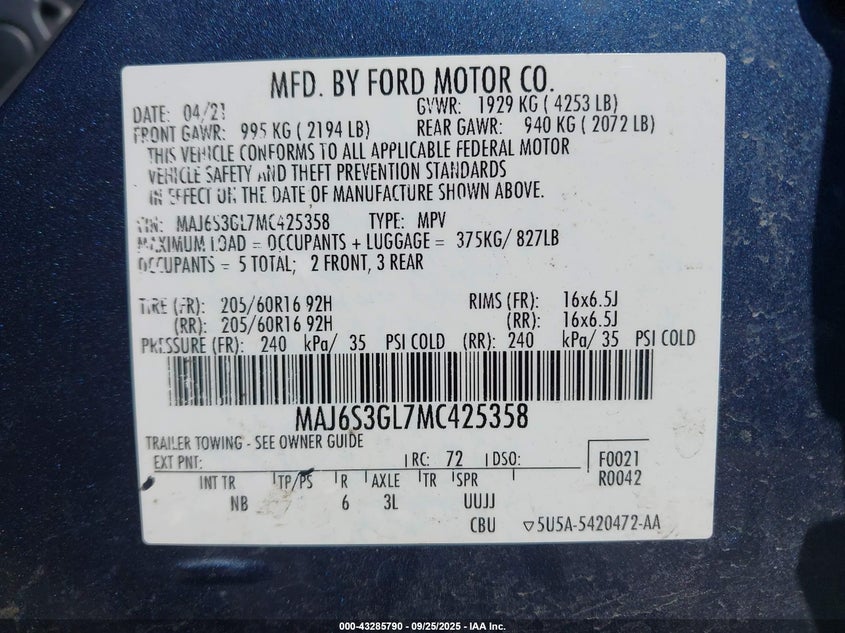 MFD. BY FORD MOTOR CO.
DATE: 04/21 GVWR: 1929 KG ( 4253 LB)
FRONT GAWR: 995 KG ( 2194 LB) REAR GAWR: 940 KG ( 2072 LB)
THIS VEHICLE CONFORMS TO ALL APPLICABLE FEDERAL MOTOR
VEHICLE SAFETY AND THEFT PREVENTION STANDARDS
IN EFFECT ON THE DATE OF MANUFACTURE SHOWN ABOVE.
VIN: MAJ6S3GL7MC425358 TYPE: MPV
MAXIMUM LOAD = OCCUPANTS + LUGGAGE = 375KG/ 827LB
OCCUPANTS = 5 TOTAL; 2 FRONT, 3 REAR
TIRE (FR): 205/60R16 92H RIMS (FR): 16x6.5J
(RR): 205/60R16 92H (RR): 16x6.5J
PRESSURE (FR): 240 kPa/ 35 PSI COLD (RR): 240 kPa/ 35 PSI COLD
MAJ6S3GL7MC425358
TRAILER TOWING - SEE OWNER GUIDE
EXT PNT: RC: 72 DSO: F0021
INT TR TP/PS R AXLE TR SPR R0042
NB 6 3L UUJJ
CBU ▽5U5A-5420472-AA
000-43285790 - 09/25/2025 - IAA Inc.